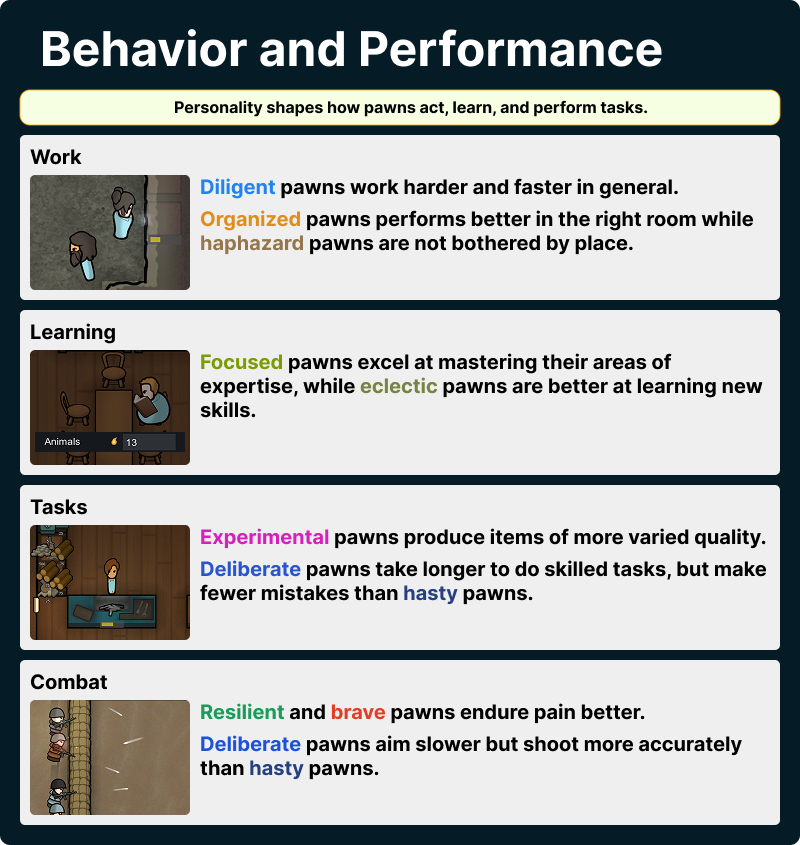 Behavior and Performance
Personality shapes how pawns act, learn, and perform tasks.
Work
Diligent pawns work harder and faster in general.
Organized pawns performs better in the right room while
haphazard pawns are not bothered by place.
Learning
Animals 13
Focused pawns excel at mastering their areas of
expertise, while eclectic pawns are better at learning new
skills.
Tasks
Experimental pawns produce items of more varied quality.
Deliberate pawns take longer to do skilled tasks, but make
fewer mistakes than hasty pawns.
Combat
Resilient and brave pawns endure pain better.
Deliberate pawns aim slower but shoot more accurately
than hasty pawns.